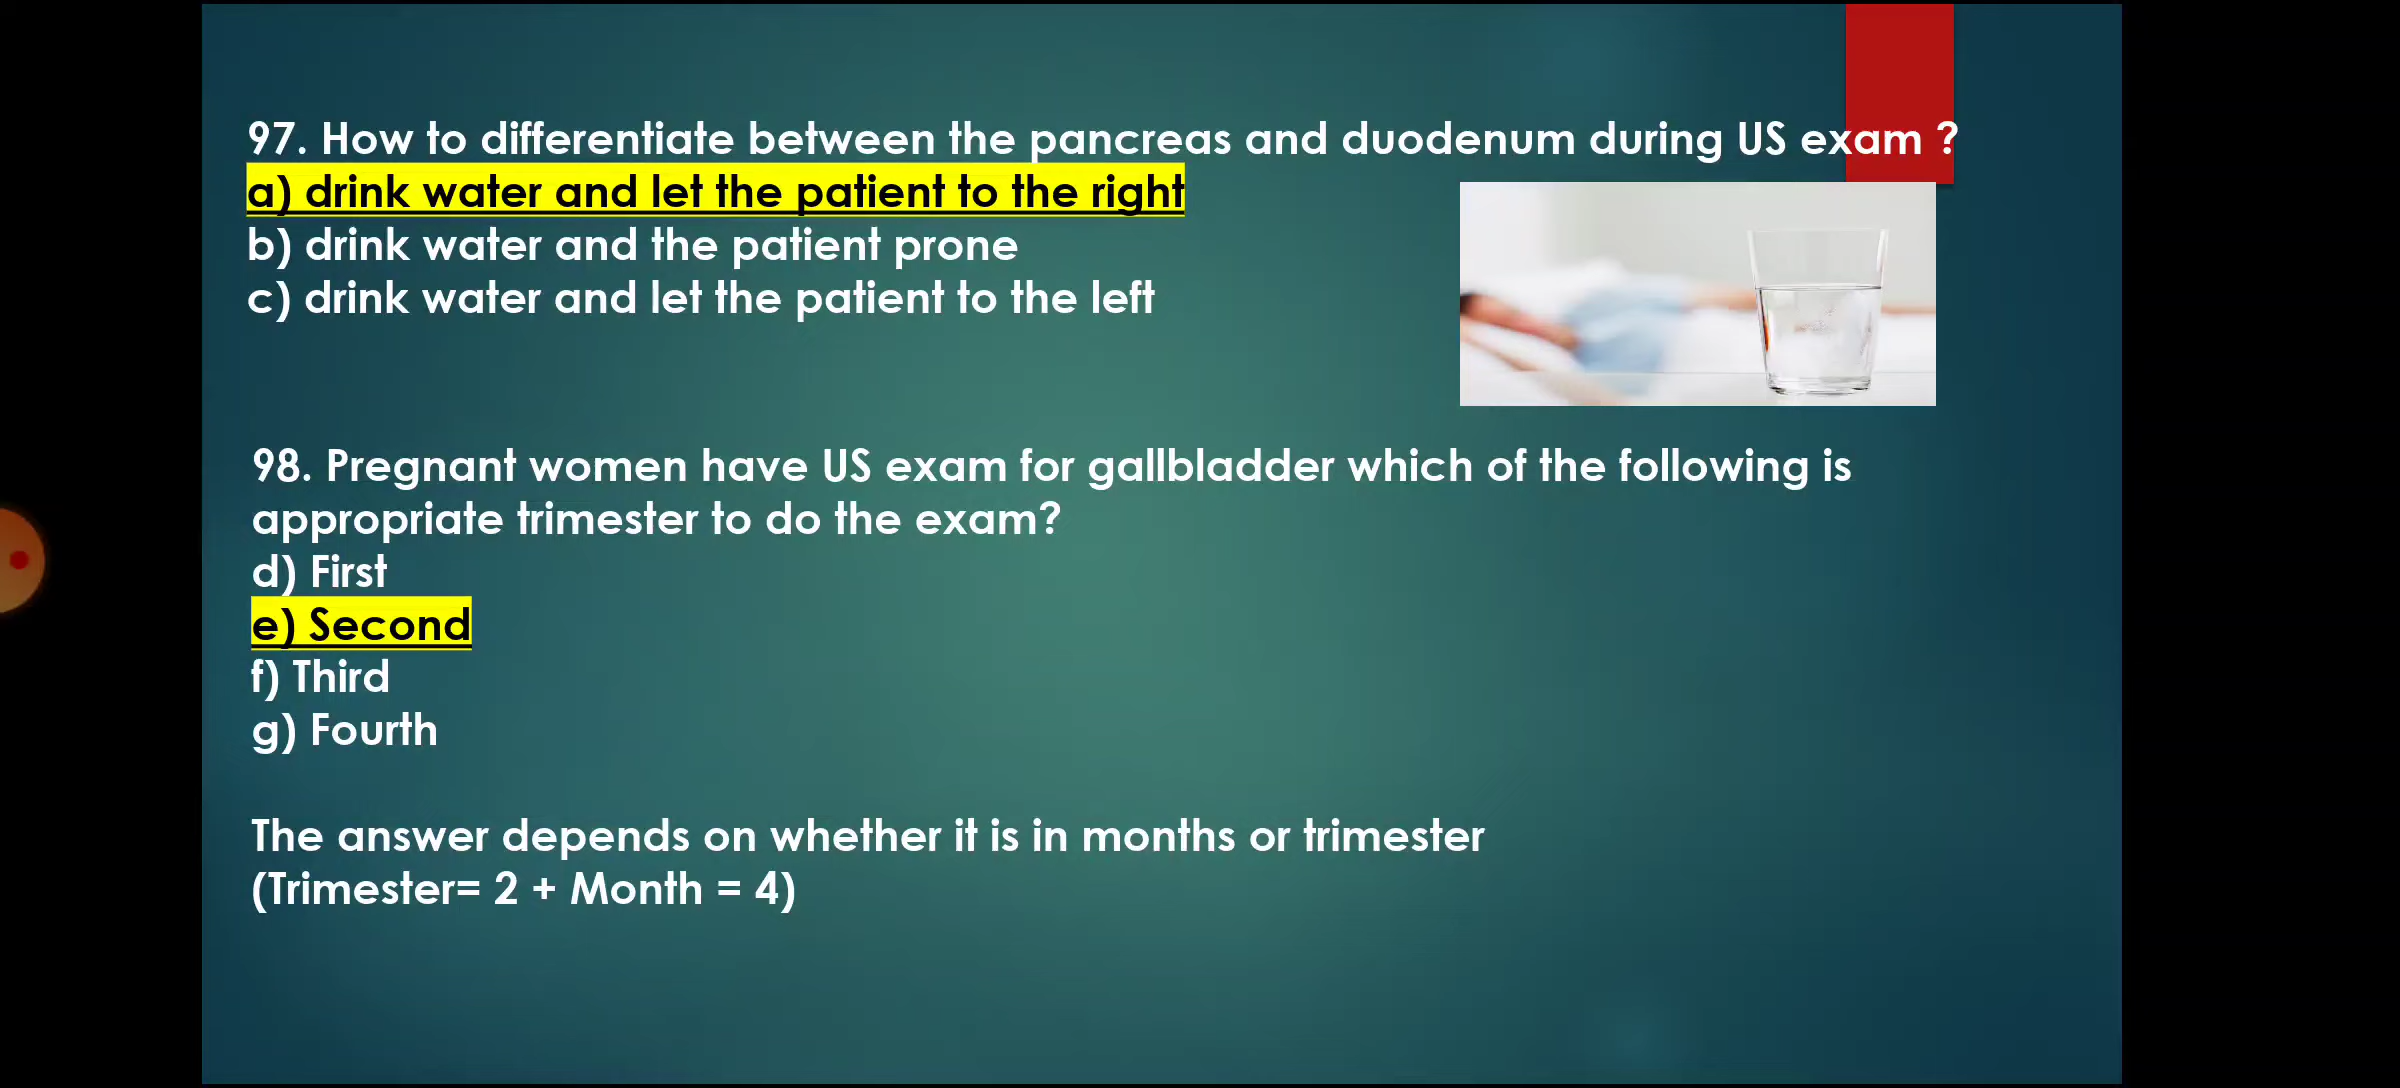 97. How to differentiate between the pancreas and duodenum during US exam ?
a) drink water and let the patient to the right
b) drink water and the patient prone
c) drink water and let the patient to the left
98. Pregnant women have US exam for gallbladder which of the following is
appropriate trimester to do the exam?
d) First
e) Second
f) Third
g) Fourth
The answer depends on whether it is in months or trimester
(Trimester= 2 + Month = 4)